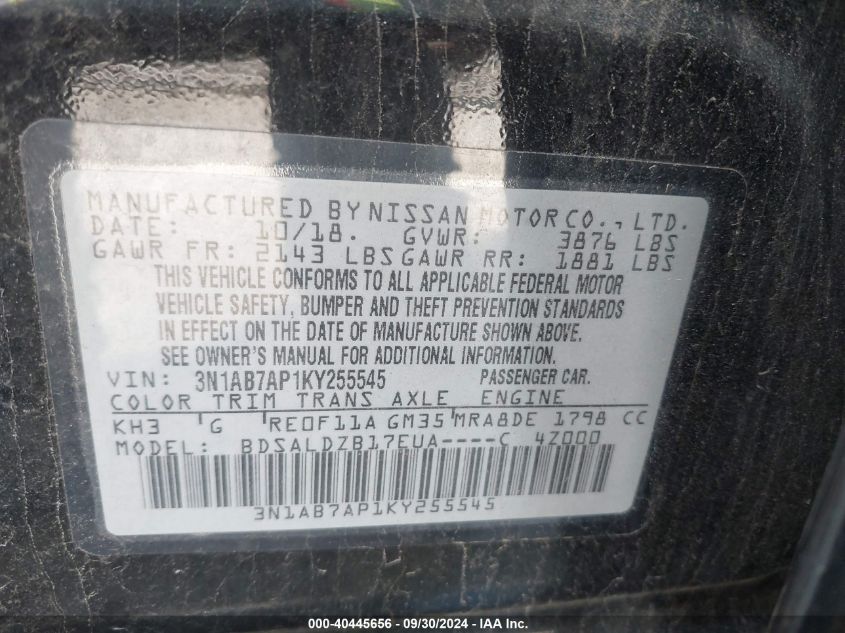 MANUFACTURED BY NISSAN MOTOR CO., LTD.
DATE: 10/18. GVWR: 3876 LBS
GAWR FR: 2143 LBS GAWR RR: 1881 LBS
THIS VEHICLE CONFORMS TO ALL APPLICABLE FEDERAL MOTOR
VEHICLE SAFETY, BUMPER AND THEFT PREVENTION STANDARDS
IN EFFECT ON THE DATE OF MANUFACTURE SHOWN ABOVE.
SEE OWNER'S MANUAL FOR ADDITIONAL INFORMATION.
VIN: 3N1AB7AP1KY255545 PASSENGER CAR.
COLOR TRIM TRANS AXLE ENGINE
KH3 G RE0F11A GM35 MRA8DE 1798 CC
MODEL: BDSALDZB17EUA----C 4Z000
3N1AB7AP1KY255545
000-40445656 - 09/30/2024 - IAA Inc.